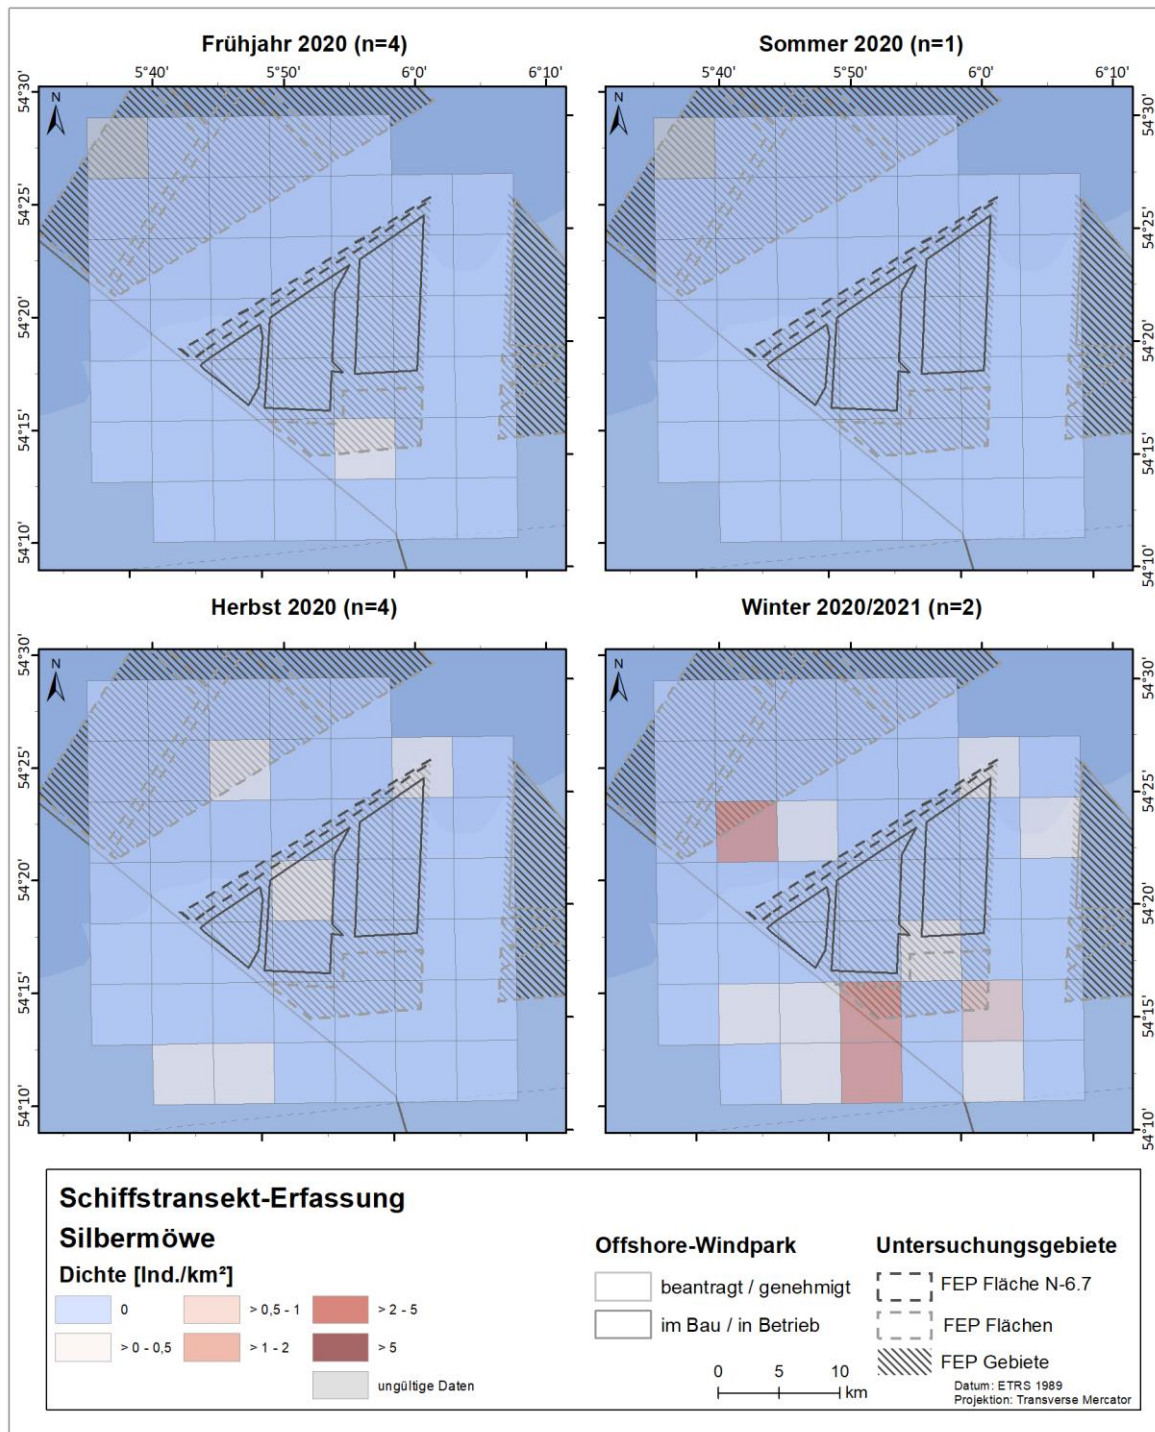 Frühjahr 2020 (n=4)
Sommer 2020 (n=1)
5°40' 5°50' 6°0' 6°10'
5°40' 5°50' 6°0' 6°10'
N
54°30'
54°25'
54°20'
54°15'
54°10'
N
54°30'
54°25'
54°20'
54°15'
54°10'
Herbst 2020 (n=4)
Winter 2020/2021 (n=2)
N
54°30'
54°25'
54°20'
54°15'
54°10'
N
54°30'
54°25'
54°20'
54°15'
54°10'
Schiffstransekt-Erfassung
Silbermöwe
Dichte [Ind./km²]
0
> 0 - 0,5
> 0,5 - 1
> 1 - 2
> 2 - 5
> 5
ungültige Daten
Offshore-Windpark
beantragt / genehmigt
im Bau / in Betrieb
0 5 10
km
Untersuchungsgebiete
FEP Fläche N-6.7
FEP Flächen
FEP Gebiete
Datum: ETRS 1989
Projektion: Transverse Mercator